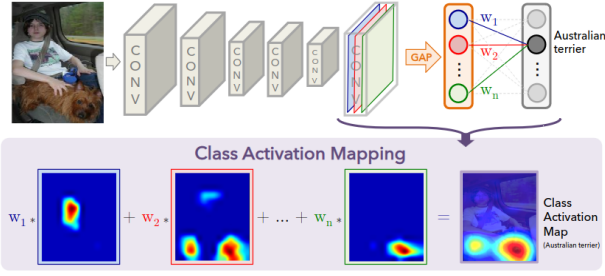 CONV
CONV
CONV
CONV
CONV
CONV
GAP
w1
w2
wn
Australian
terrier
Class Activation Mapping
w1 * + w2 * + ... + wn * =
Class
Activation
Map
(Australian terrier)